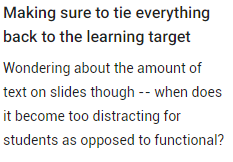 Making sure to tie everything
back to the learning target
Wondering about the amount of
text on slides though -- when does
it become too distracting for
students as opposed to functional?